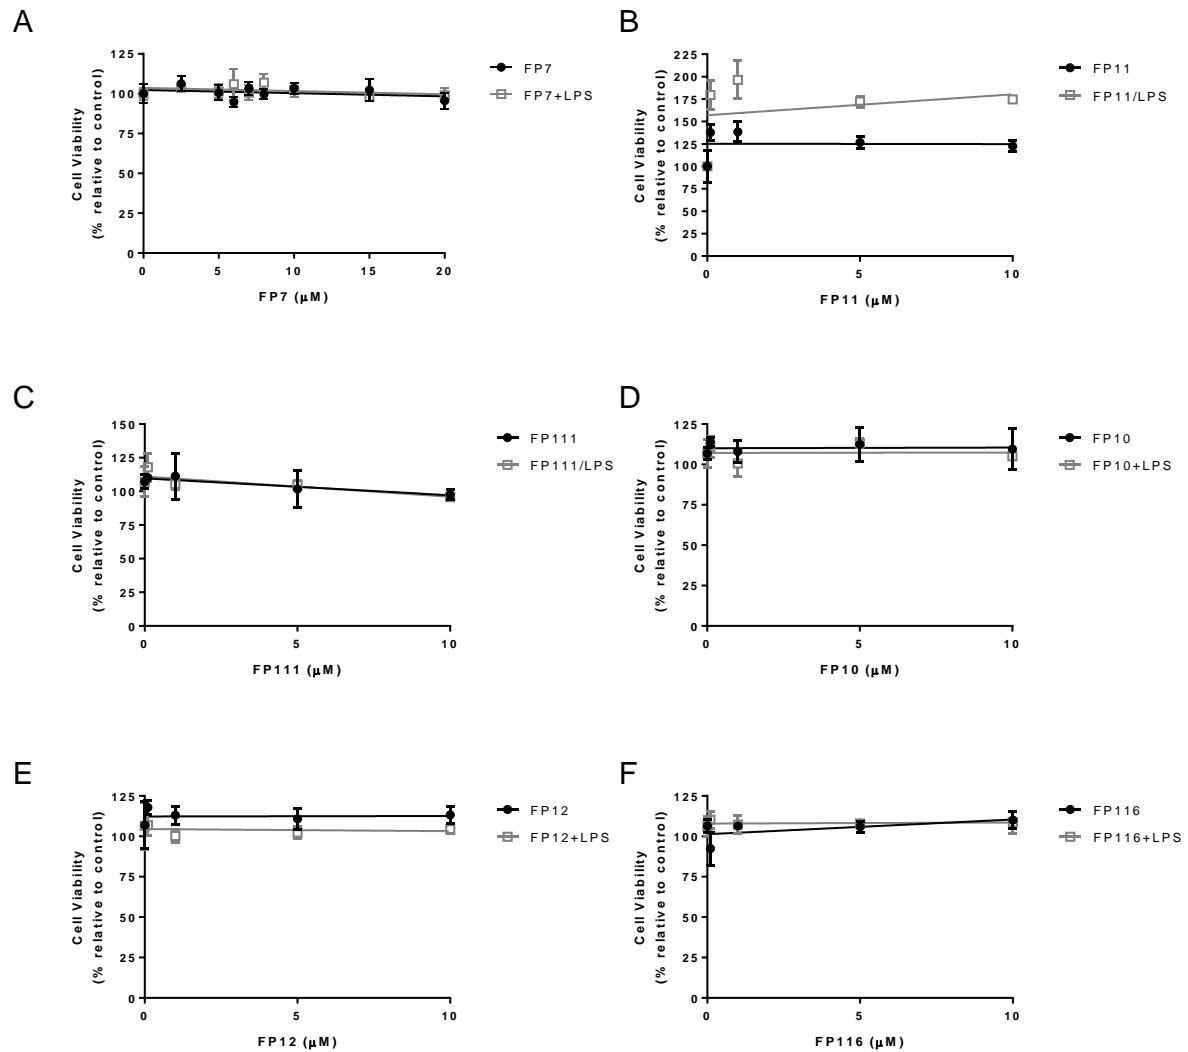 A
Cell Viability
(% relative to control)
125
100
75
50
25
0
0 5 10 15 20
FP7 (μM)
FP7
FP7+LPS
B
Cell Viability
(% relative to control)
225
200
175
150
125
100
75
50
25
0
0 5 10
FP11 (μM)
FP11
FP11/LPS
C
Cell Viability
(% relative to control)
150
125
100
75
50
25
0
0 5 10
FP111 (μM)
FP111
FP111/LPS
D
Cell Viability
(% relative to control)
125
100
75
50
25
0
0 5 10
FP10 (μM)
FP10
FP10+LPS
E
Cell Viability
(% relative to control)
125
100
75
50
25
0
0 5 10
FP12 (μM)
FP12
FP12+LPS
F
Cell Viability
(% relative to control)
125
100
75
50
25
0
0 5 10
FP116 (μM)
FP116
FP116+LPS